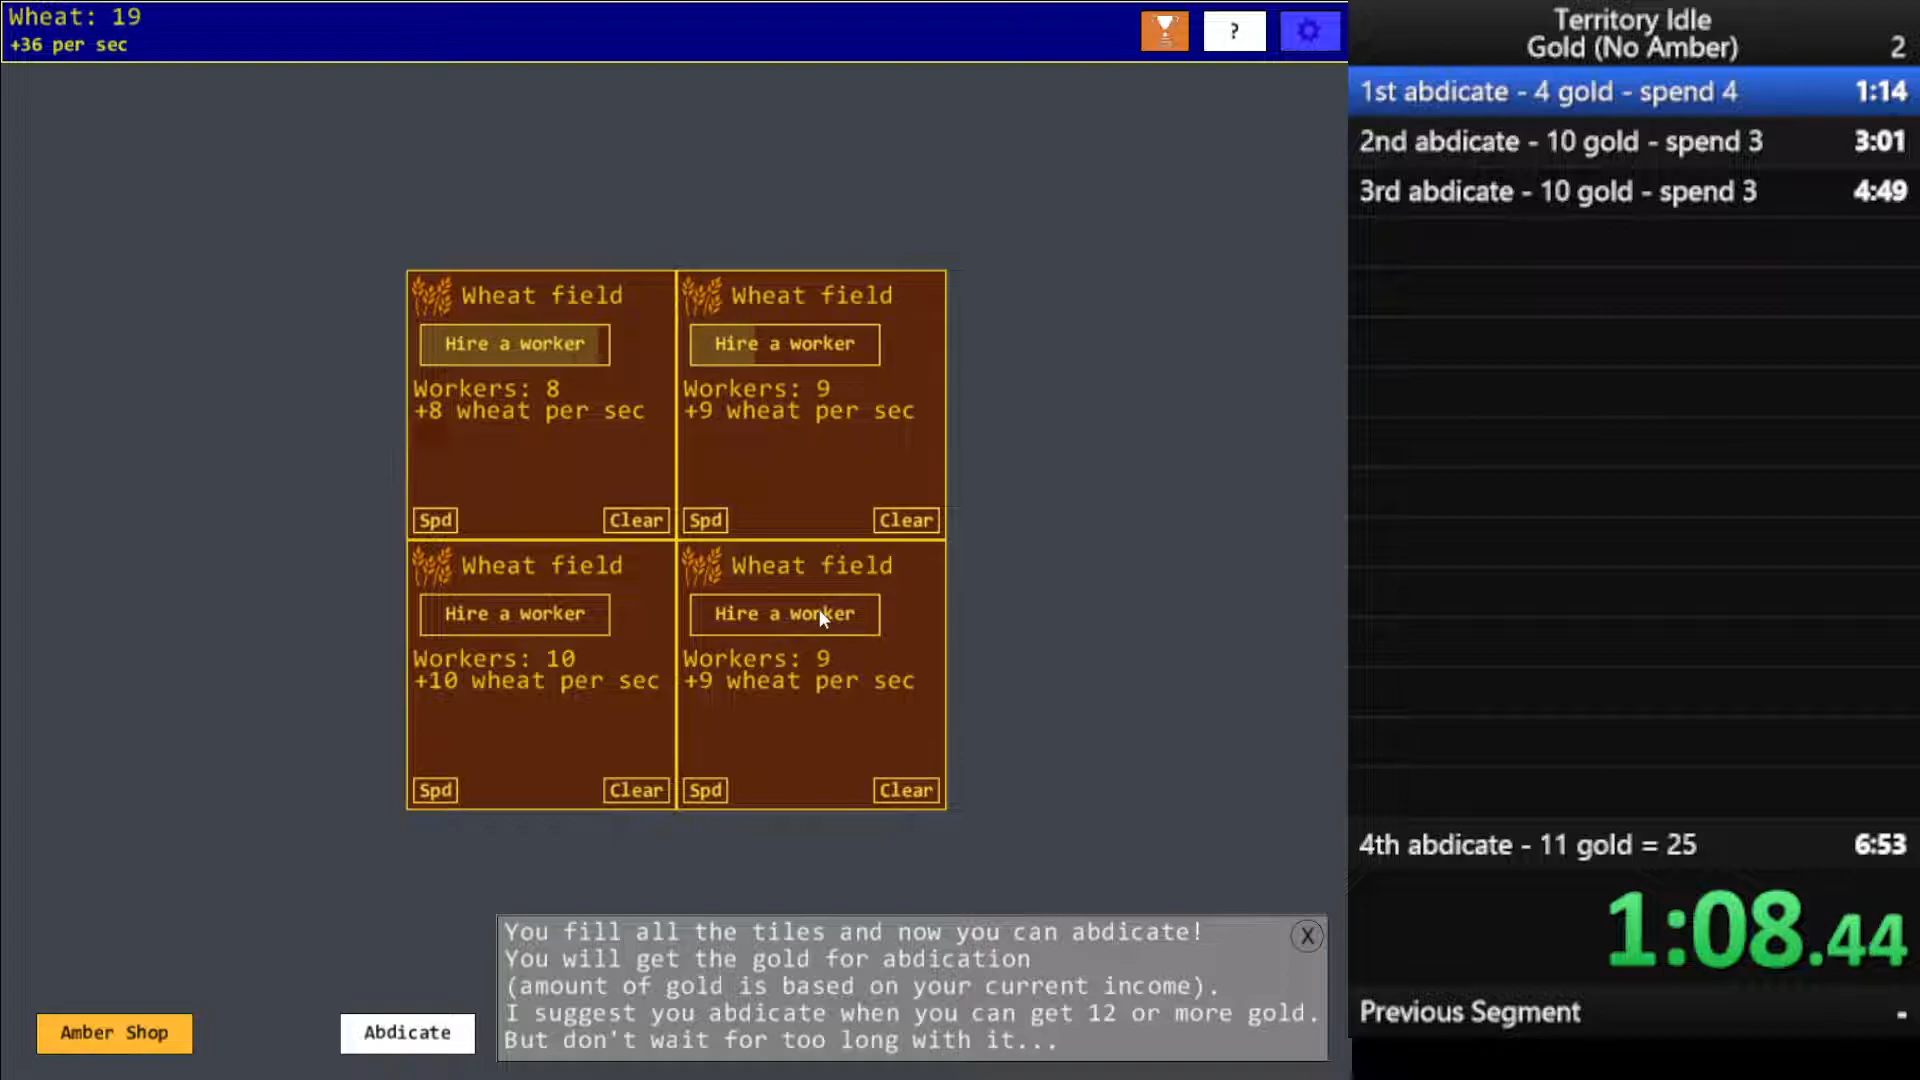 Wheat: 19
+36 per sec
?
Wheat field
Hire a worker
Workers: 8
+8 wheat per sec
Spd
Clear
Wheat field
Hire a worker
Workers: 9
+9 wheat per sec
Spd
Clear
Wheat field
Hire a worker
Workers: 10
+10 wheat per sec
Spd
Clear
Wheat field
Hire a worker
Workers: 9
+9 wheat per sec
Spd
Clear
Amber Shop
Abdicate
You fill all the tiles and now you can abdicate!
You will get the gold for abdication
(amount of gold is based on your current income).
I suggest you abdicate when you can get 12 or more gold.
But don't wait for too long with it...
X
Territory Idle
Gold (No Amber) 2
1st abdicate - 4 gold - spend 4 1:14
2nd abdicate - 10 gold - spend 3 3:01
3rd abdicate - 10 gold - spend 3 4:49
4th abdicate - 11 gold = 25 6:53
1:08.44
Previous Segment -